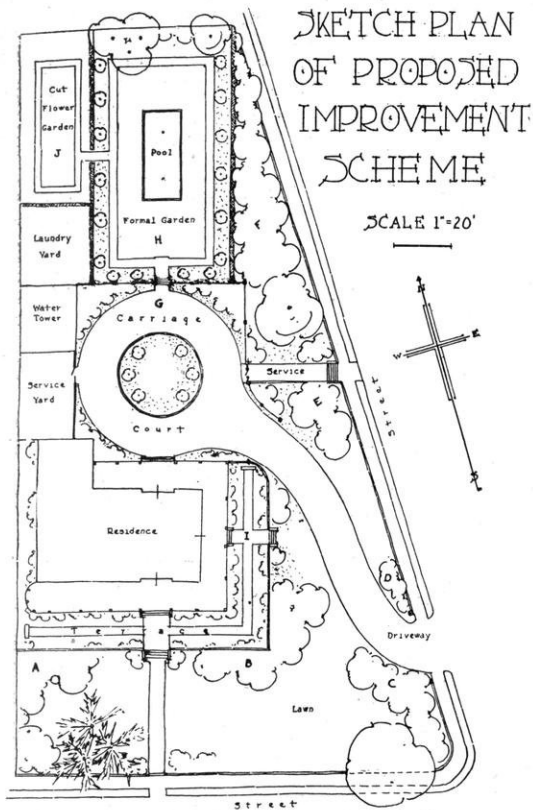 SKETCH PLAN
OF PROPOSED
IMPROVEMENT
SCHEME
SCALE 1"=20'
N
W
E
S
Cut
Flower
Garden
J
Pool
Formal Garden
H
Laundry
Yard
F
Water
Tower
G
Carriage
Service
Service
Yard
Court
E
Street
Residence
I
D
Terrace
Driveway
A
B
C
Lawn
Street